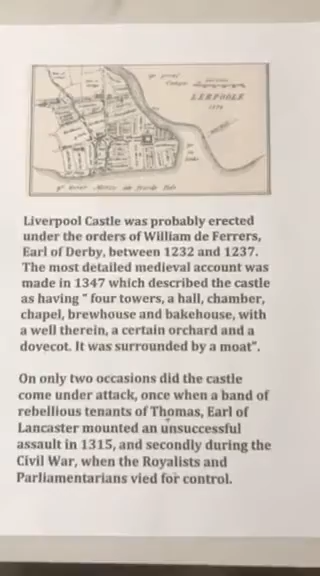 LERPOOLE
Liverpool Castle was probably erected
under the orders of William de Ferrers,
Earl of Derby, between 1232 and 1237.
The most detailed medieval account was
made in 1347 which described the castle
as having " four towers, a hall, chamber,
chapel, brewhouse and bakehouse, with
a well therein, a certain orchard and a
dovecot. It was surrounded by a moat".
On only two occasions did the castle
come under attack, once when a band of
rebellious tenants of Thomas, Earl of
Lancaster mounted an unsuccessful
assault in 1315, and secondly during the
Civil War, when the Royalists and
Parliamentarians vied for control.